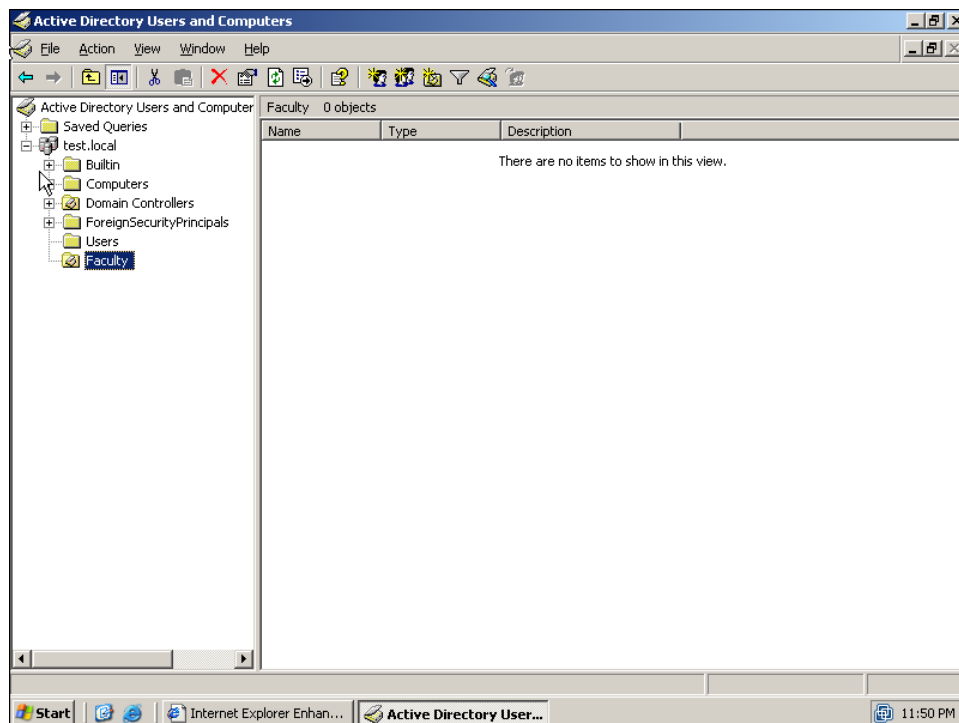 Active Directory Users and Computers
File Action View Window Help
Active Directory Users and Computer
Faculty 0 objects
Saved Queries
Name Type Description
test.local
There are no items to show in this view.
Builtin
Computers
Domain Controllers
ForeignSecurityPrincipals
Users
Faculty
Start Internet Explorer Enhan... Active Directory User... 11:50 PM